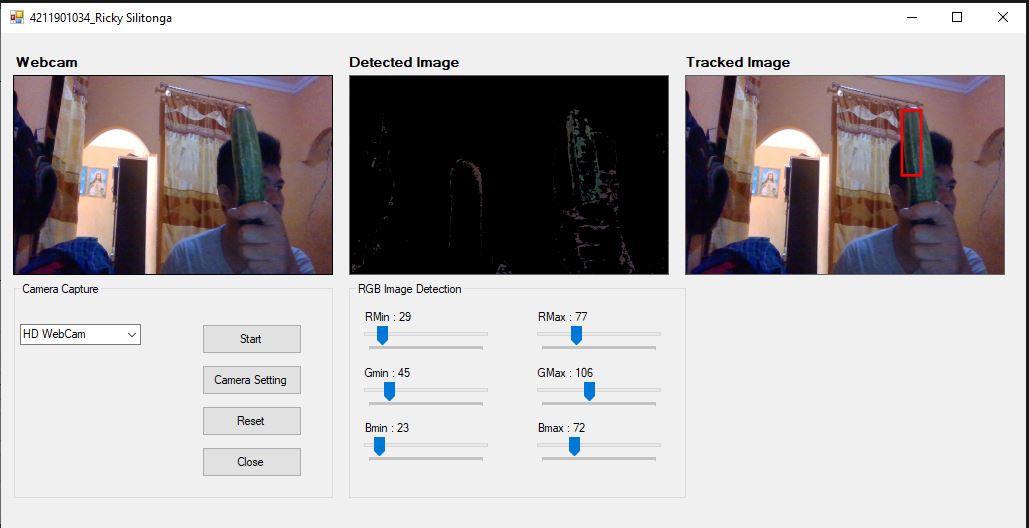 4211901034_Ricky Silitonga
Webcam
Detected Image
Tracked Image
Camera Capture
HD WebCam
Start
Camera Setting
Reset
Close
RGB Image Detection
RMin : 29
RMax : 77
Gmin : 45
GMax : 106
Bmin : 23
Bmax : 72